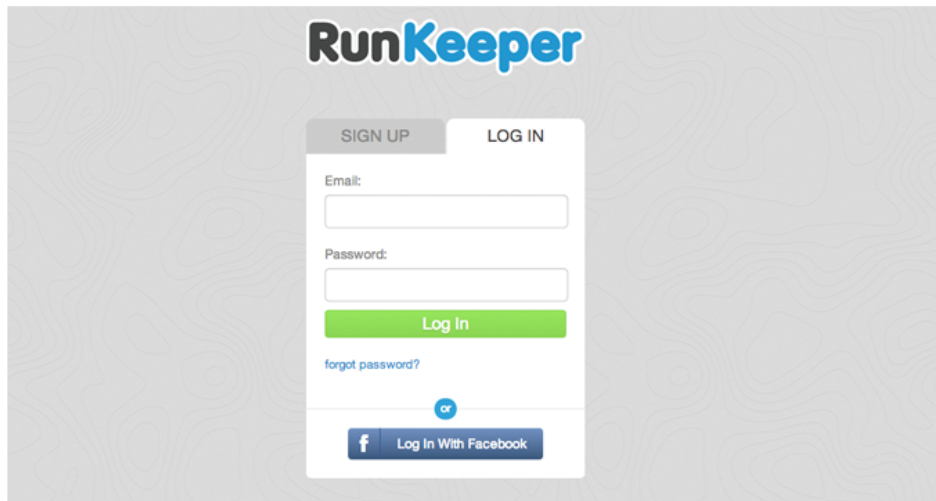 RunKeeper
SIGN UP LOG IN
Email:
Password:
Log In
forgot password?
or
f Log In With Facebook